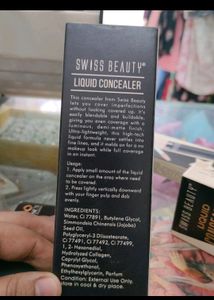 SWISS BEAUTY®
LIQUID CONCEALER
This concealer from Swiss Beauty
lets you cover imperfections
without looking caked up. It's
easily blendable and buildable,
giving you even coverage with a
luminous, demi-matte finish.
Ultra-lightweight, this high-tech
liquid formula never settles into
fine lines, and it melds on for a no
makeup look while full coverage
in an instant.
Usage:
1. Apply small amount of the liquid
concealer on the area where need
to be covered.
2. Press lightly vertically downward
with your finger pulp and dab
evenly.
INGREDIENTS:
Water, CI 77891, Butylene Glycol,
Simmondsia Chinensis (Jojoba)
Seed Oil,
Polyglyceryl-3 Diisostearate,
CI 77491, CI 77492, CI 77499,
1, 2- Hexanediol,
Hydrolyzed Collagen,
Caprylyl Glycol,
Phenoxyethanol,
Ethylhexylglycerin, Parfum
Condition: External Use Only.
Store in cool & dry place.
LIQUID